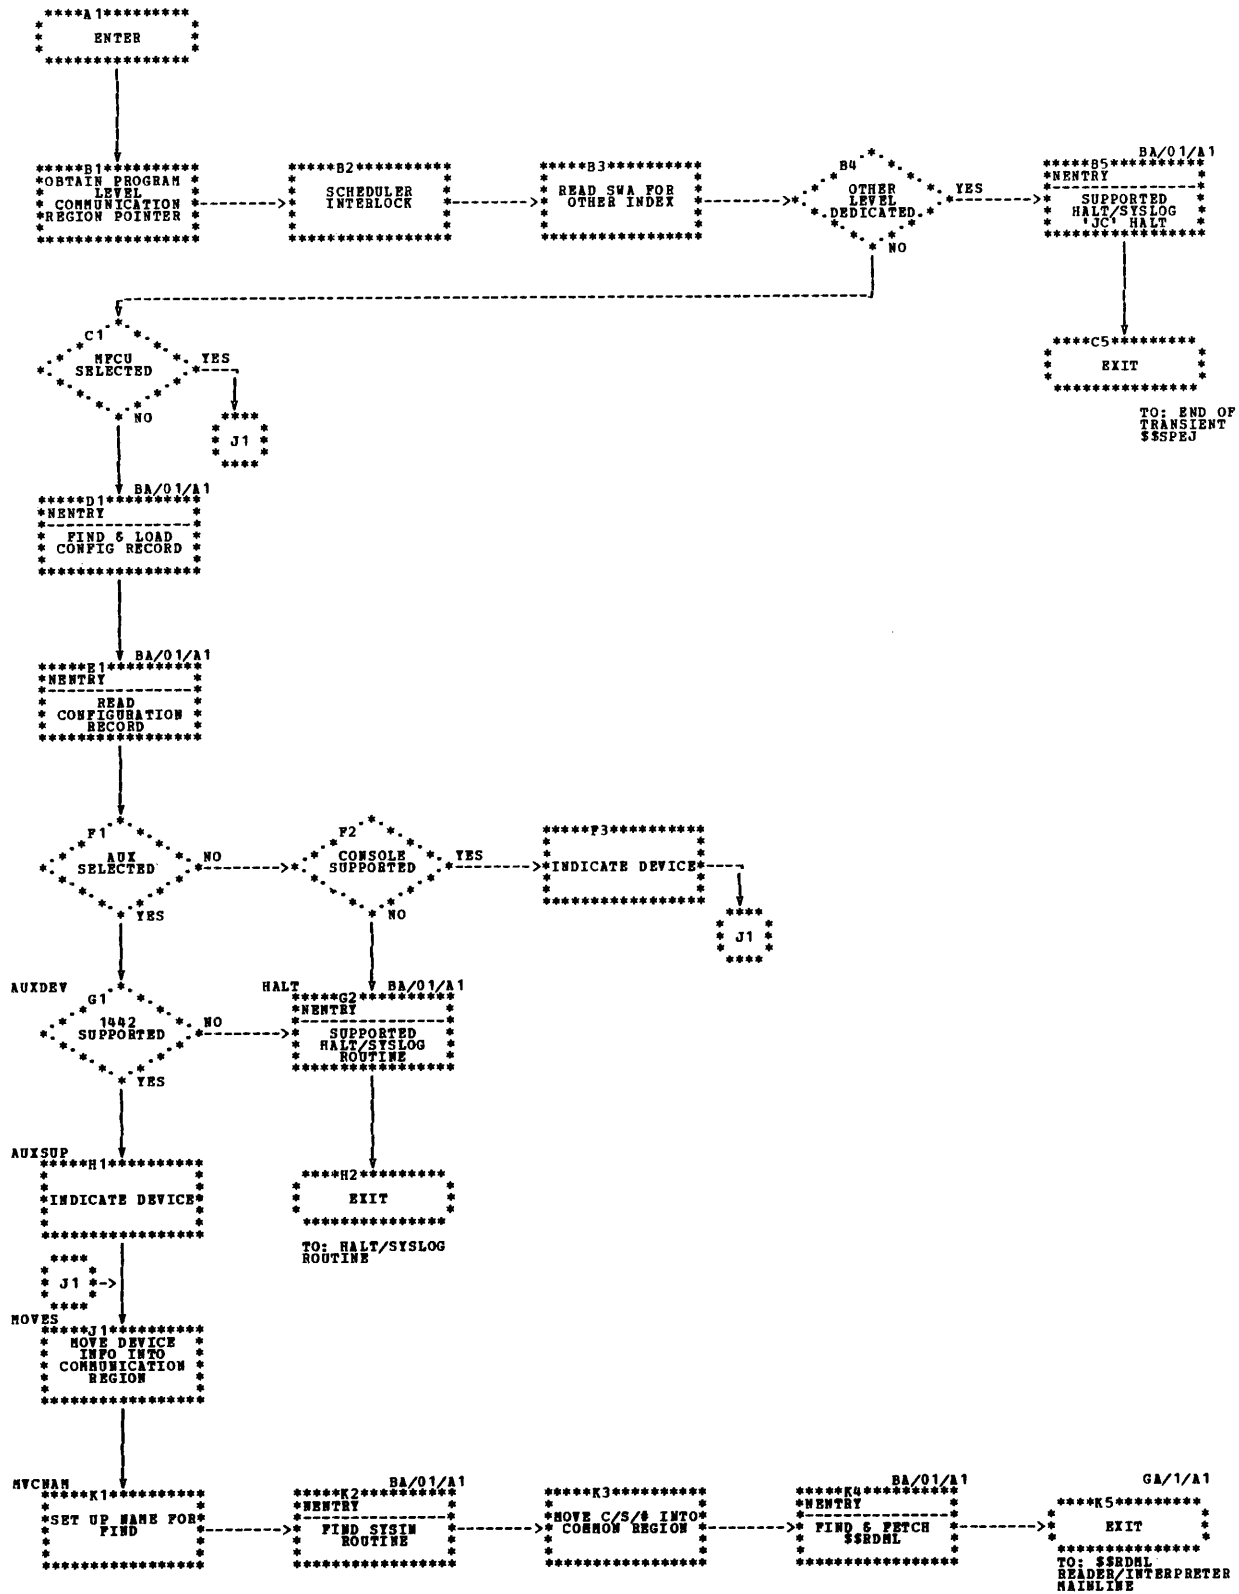 A1
ENTER
BA/01/A1
B1
OBTAIN PROGRAM
LEVEL
COMMUNICATION
REGION POINTER
B2
SCHEDULER
INTERLOCK
B3
READ SWA FOR
OTHER INDEX
B4
OTHER
LEVEL
DEDICATED
YES
NO
B5
NENTRY
SUPPORTED
HALT/SYSLOG
'JC' HALT
C1
MFCU
SELECTED
YES
NO
J1
C5
EXIT
TO: END OF
TRANSIENT
$$SPEJ
BA/01/A1
D1
NENTRY
FIND & LOAD
CONFIG RECORD
BA/01/A1
E1
NENTRY
READ
CONFIGURATION
RECORD
F1
AUX
SELECTED
NO
YES
F2
CONSOLE
SUPPORTED
YES
NO
F3
INDICATE DEVICE
J1
AUXDEV
G1
1442
SUPPORTED
NO
YES
HALT
BA/01/A1
G2
NENTRY
SUPPORTED
HALT/SYSLOG
ROUTINE
AUXSUP
H1
INDICATE DEVICE
H2
EXIT
TO: HALT/SYSLOG
ROUTINE
J1
MOVES
J1
MOVE DEVICE
INFO INTO
COMMUNICATION
REGION
MVCNAM
K1
SET UP NAME FOR
FIND
BA/01/A1
K2
NENTRY
FIND SYSIN
ROUTINE
K3
MOVE C/S/# INTO
COMMON REGION
BA/01/A1
K4
NENTRY
FIND & FETCH
$$RDML
GA/1/A1
K5
EXIT
TO: $$RDML
READER/INTERPRETER
MAINLINE